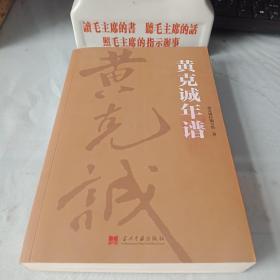 讀毛主席的書 聽毛主席的話
照毛主席的指示辦事
黄克诚年谱
黄克誠
当代中国出版社